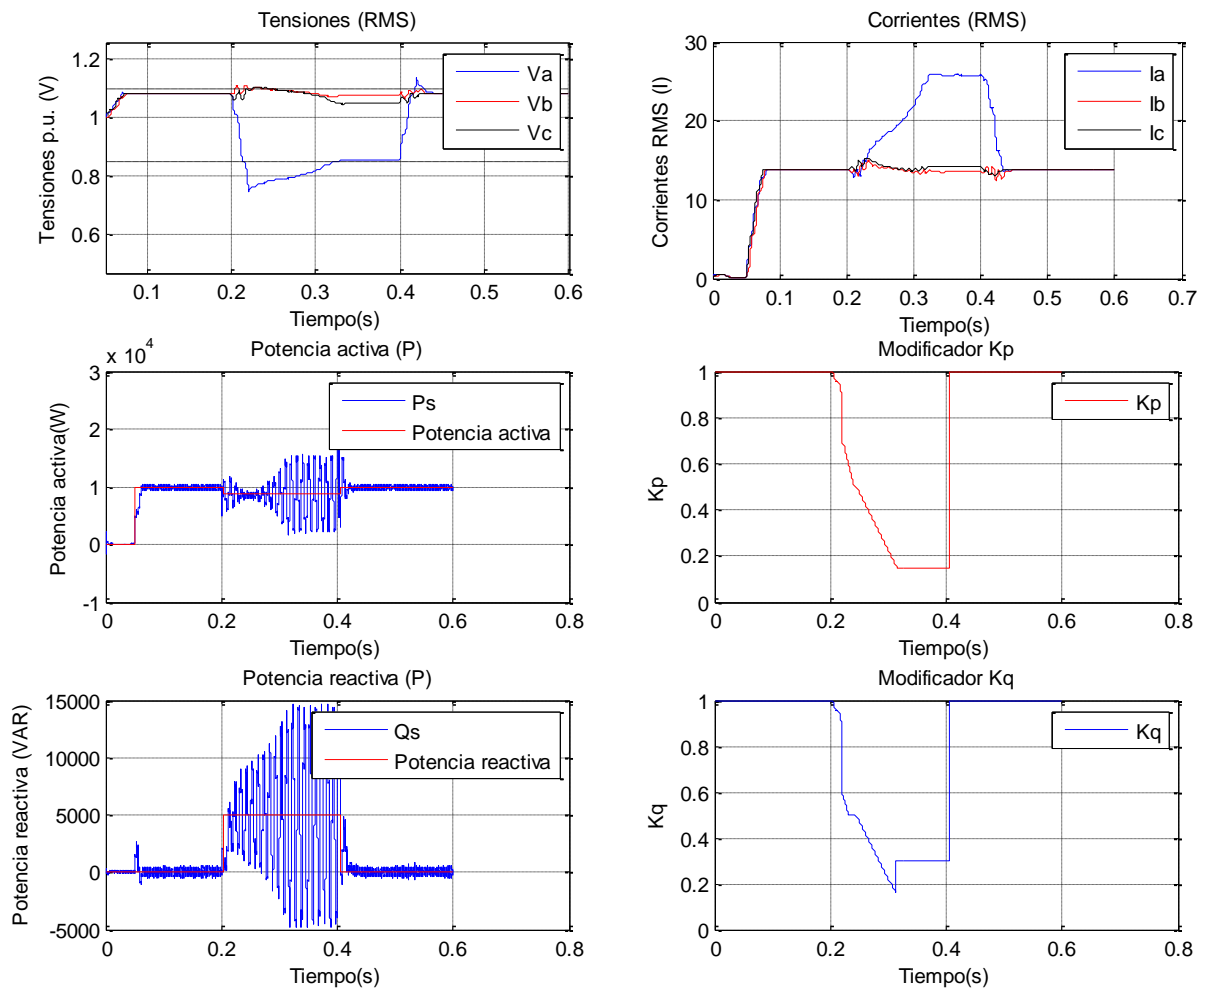 Tensiones (RMS)
Tensiones p.u. (V)
1.2
1
0.8
0.6
0.1
0.2
0.3
0.4
0.5
0.6
Tiempo(s)
Va
Vb
Vc
Corrientes (RMS)
Corrientes RMS (I)
30
20
10
0
0
0.1
0.2
0.3
0.4
0.5
0.6
0.7
Tiempo(s)
Ia
Ib
Ic
Potencia activa (P)
x 10^4
Potencia activa(W)
3
2
1
0
-1
0
0.2
0.4
0.6
0.8
Tiempo(s)
Ps
Potencia activa
Modificador Kp
Kp
1
0.8
0.6
0.4
0.2
0
0
0.2
0.4
0.6
0.8
Tiempo(s)
Kp
Potencia reactiva (P)
Potencia reactiva (VAR)
15000
10000
5000
0
-5000
0
0.2
0.4
0.6
0.8
Tiempo(s)
Qs
Potencia reactiva
Modificador Kq
Kq
1
0.8
0.6
0.4
0.2
0
0
0.2
0.4
0.6
0.8
Tiempo(s)
Kq